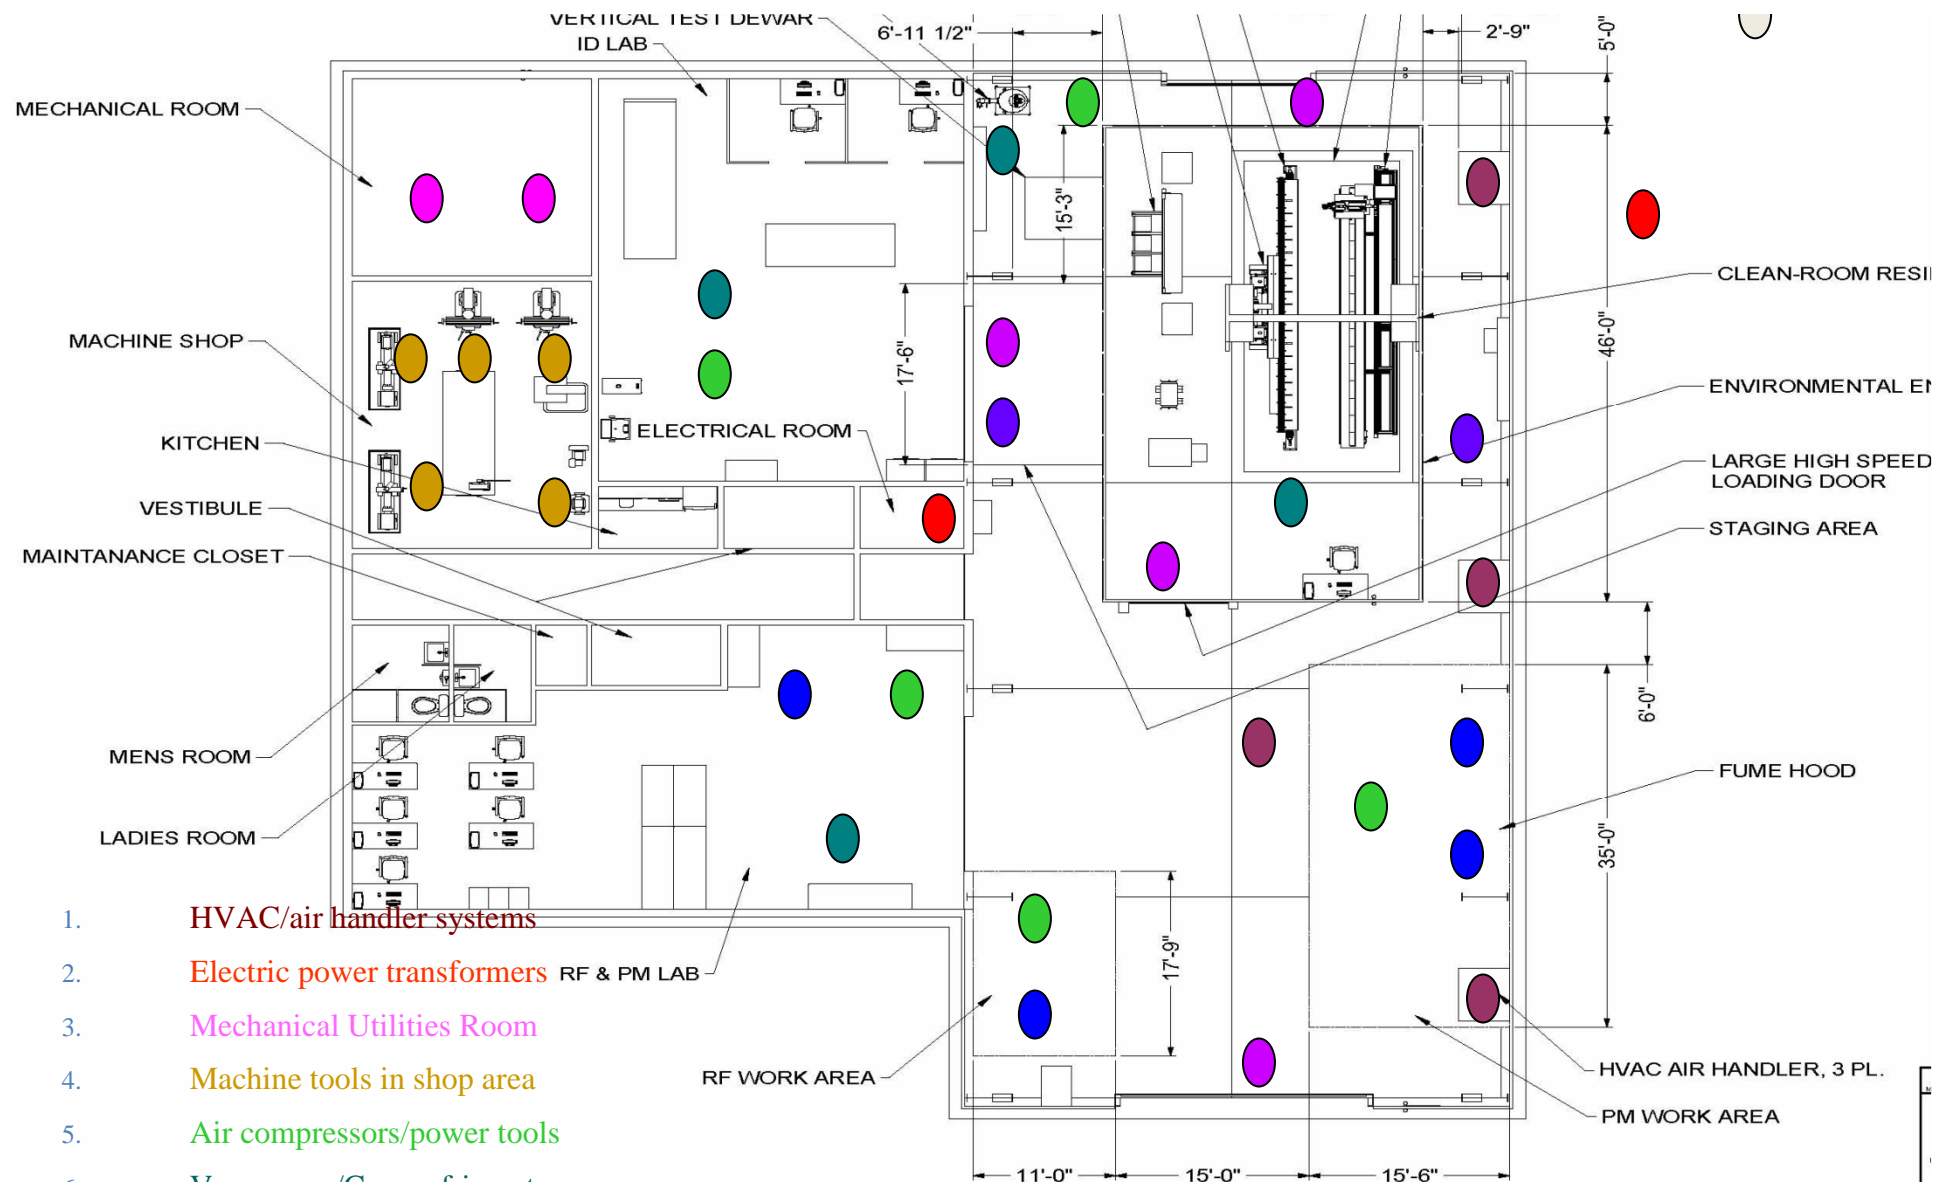 VERTICAL TEST DEWAR
ID LAB
6'-11 1/2"
2'-9"
5'-0"
MECHANICAL ROOM
15'-3"
CLEAN-ROOM
MACHINE SHOP
17'-6"
46'-0"
ENVIRONMENTAL
KITCHEN
ELECTRICAL ROOM
LARGE HIGH SPEED
LOADING DOOR
VESTIBULE
STAGING AREA
MAINTANANCE CLOSET
6'-0"
MENS ROOM
FUME HOOD
LADIES ROOM
35'-0"
1. HVAC/air handler systems
2. Electric power transformers
RF & PM LAB
17'-9"
3. Mechanical Utilities Room
4. Machine tools in shop area
RF WORK AREA
HVAC AIR HANDLER, 3 PL.
PM WORK AREA
5. Air compressors/power tools
11'-0"
15'-0"
15'-6"